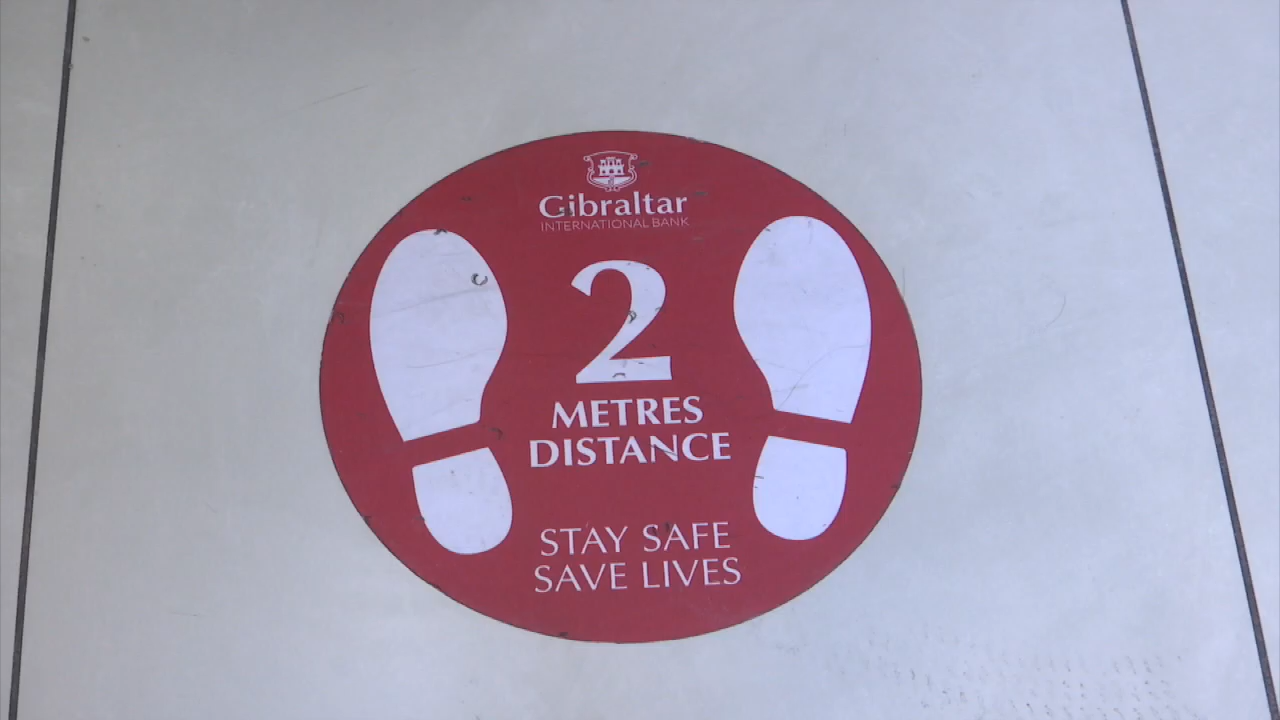 Gibraltar
INTERNATIONAL BANK
2
METRES
DISTANCE
STAY SAFE
SAVE LIVES